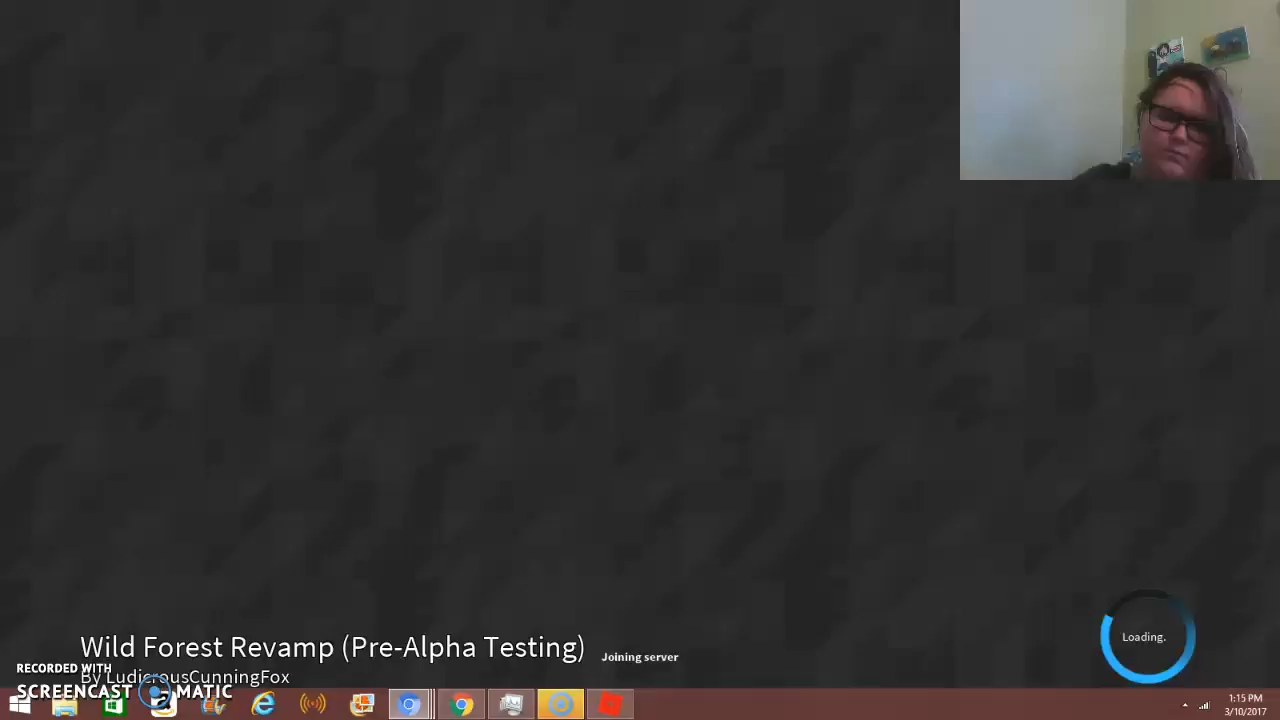 Wild Forest Revamp (Pre-Alpha Testing)
Joining server
Loading.
RECORDED WITH
By LudicrousCunningFox
SCREENCAST MATIC
1:15 PM
3/10/2017